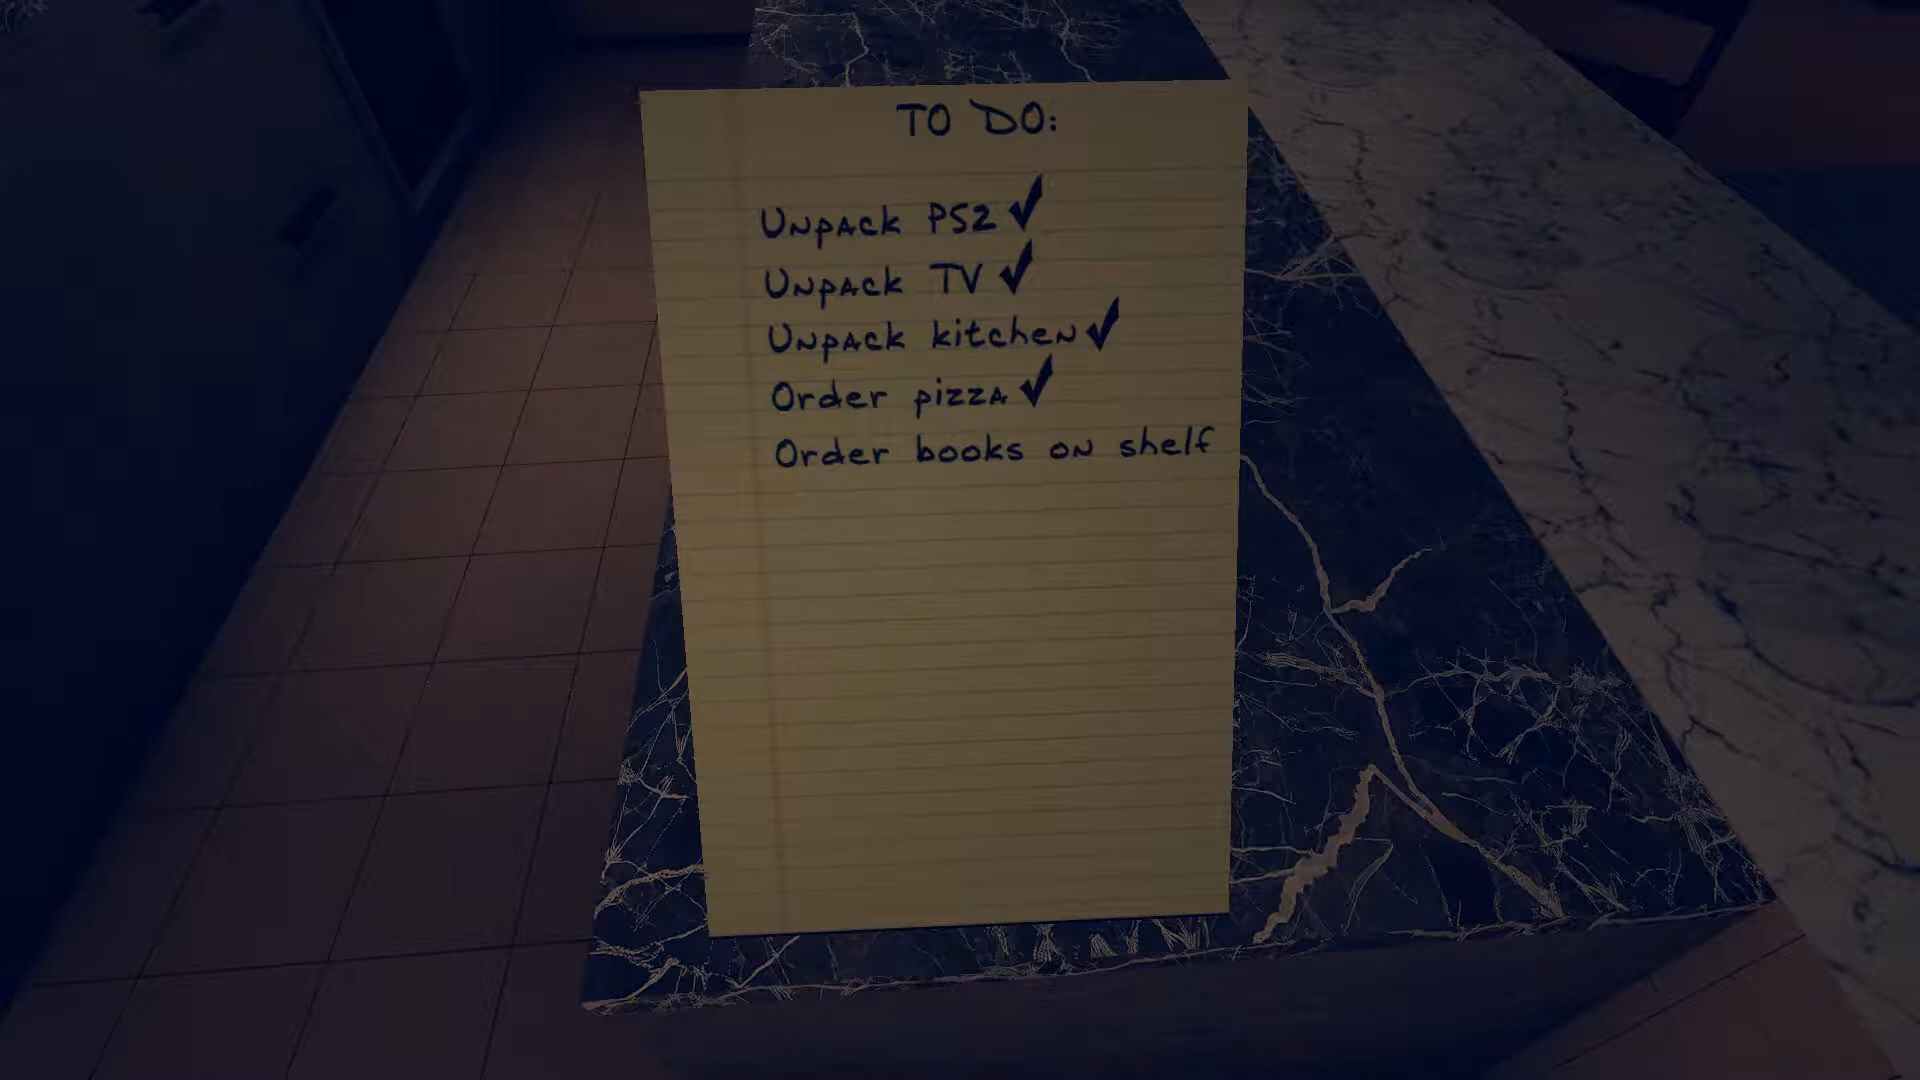 TO DO:
Unpack PS2 ✓
Unpack TV ✓
Unpack kitchen ✓
Order pizza ✓
Order books on shelf